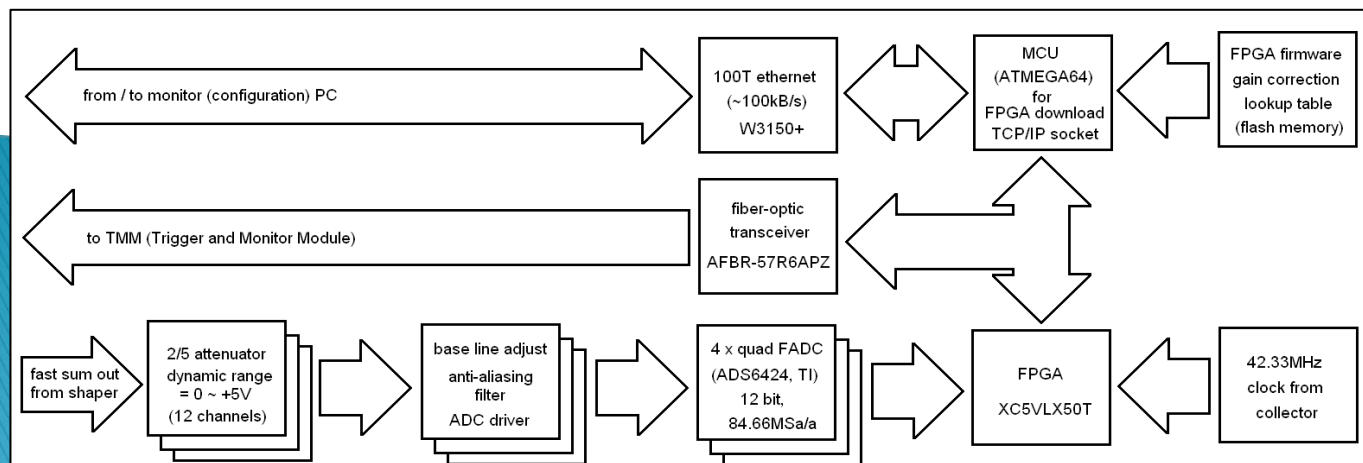 from / to monitor (configuration) PC
100T ethernet
(~100kB/s)
W3150+
MCU
(ATMEGA64)
for
FPGA download
TCP/IP socket
FPGA firmware
gain correction
lookup table
(flash memory)
to TMM (Trigger and Monitor Module)
fiber-optic
transceiver
AFBR-57R6APZ
fast sum out
from shaper
2/5 attenuator
dynamic range
= 0 ~ +5V
(12 channels)
base line adjust
anti-aliasing
filter
ADC driver
4 x quad FADC
(ADS6424, TI)
12 bit,
84.66MSa/a
FPGA
XC5VLX50T
42.33MHz
clock from
collector